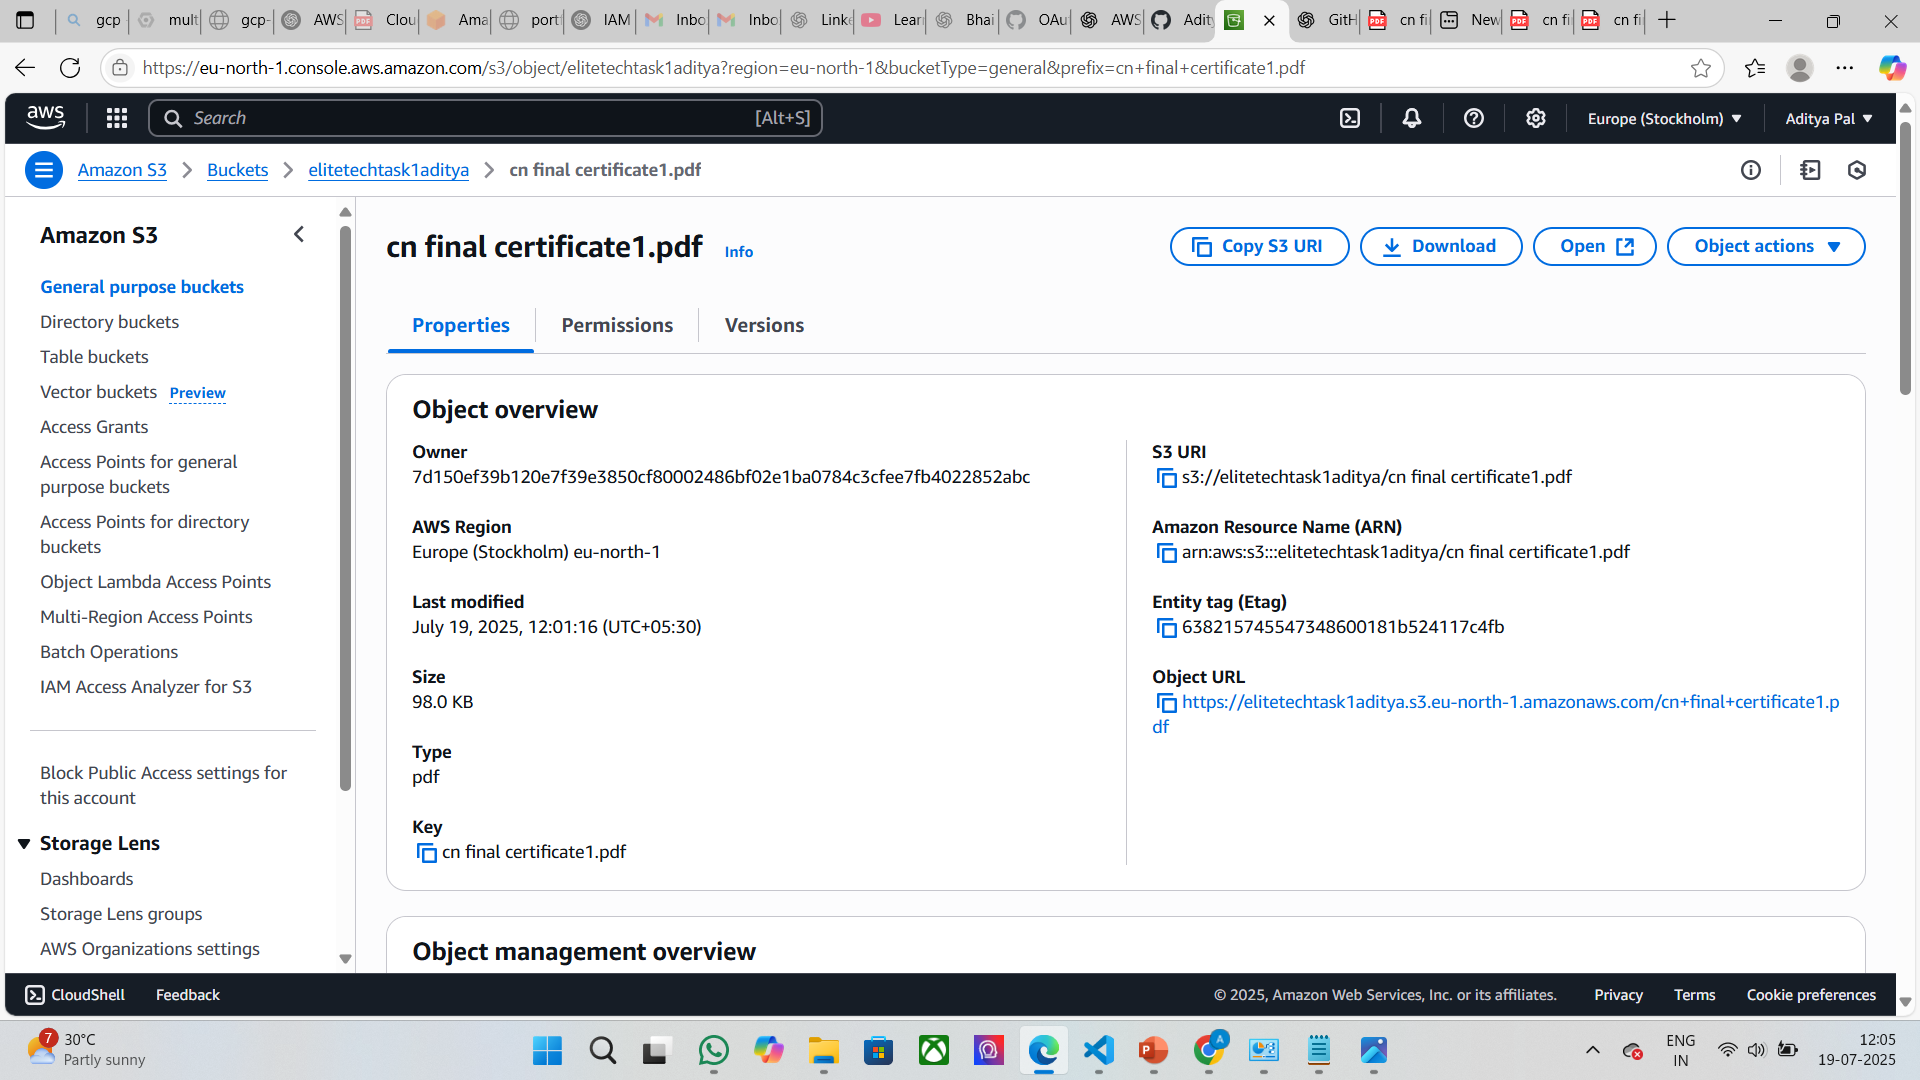 gcp
mult
gcp-
AWS
Clou
Ama
portf
IAM
Inbo
Inbo
Linke
Learn
Bhai
OAu
AWS
Adity
GitH
cn fi
New
cn fi
cn fi
https://eu-north-1.console.aws.amazon.com/s3/object/elitetechtask1aditya?region=eu-north-1&bucketType=general&prefix=cn+final+certificate1.pdf
aws
Search
[Alt+S]
Europe (Stockholm)
Aditya Pal
Amazon S3
Buckets
elitetechtask1aditya
cn final certificate1.pdf
Amazon S3
General purpose buckets
Directory buckets
Table buckets
Vector buckets Preview
Access Grants
Access Points for general
purpose buckets
Access Points for directory
buckets
Object Lambda Access Points
Multi-Region Access Points
Batch Operations
IAM Access Analyzer for S3
Block Public Access settings for
this account
Storage Lens
Dashboards
Storage Lens groups
AWS Organizations settings
cn final certificate1.pdf Info
Copy S3 URI
Download
Open
Object actions
Properties
Permissions
Versions
Object overview
Owner
7d150ef39b120e7f39e3850cf80002486bf02e1ba0784c3cfee7fb4022852abc
AWS Region
Europe (Stockholm) eu-north-1
Last modified
July 19, 2025, 12:01:16 (UTC+05:30)
Size
98.0 KB
Type
pdf
Key
cn final certificate1.pdf
S3 URI
s3://elitetechtask1aditya/cn final certificate1.pdf
Amazon Resource Name (ARN)
arn:aws:s3:::elitetechtask1aditya/cn final certificate1.pdf
Entity tag (Etag)
638215745547348600181b524117c4fb
Object URL
https://elitetechtask1aditya.s3.eu-north-1.amazonaws.com/cn+final+certificate1.p
df
Object management overview
CloudShell
Feedback
© 2025, Amazon Web Services, Inc. or its affiliates.
Privacy
Terms
Cookie preferences
7
30°C
Partly sunny
A
ENG
IN
12:05
19-07-2025